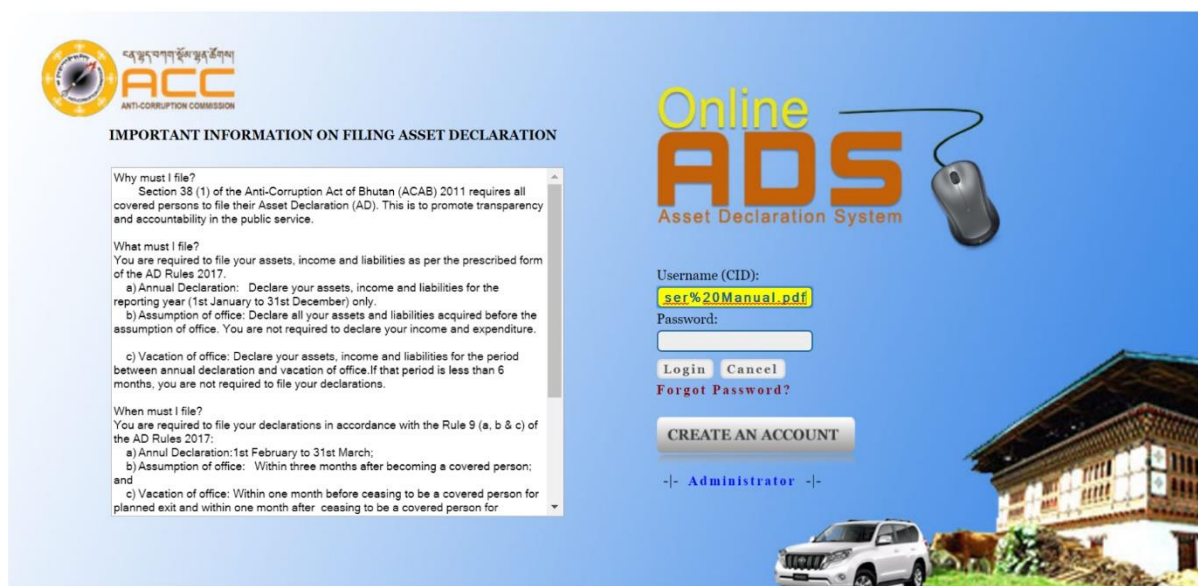 ངན་ལྷད་བཀག་སྡོམ་ལྷན་ཚོགས།
ACC
ANTI-CORRUPTION COMMISSION
IMPORTANT INFORMATION ON FILING ASSET DECLARATION
Why must I file?
Section 38 (1) of the Anti-Corruption Act of Bhutan (ACAB) 2011 requires all
covered persons to file their Asset Declaration (AD). This is to promote transparency
and accountability in the public service.
What must I file?
You are required to file your assets, income and liabilities as per the prescribed form
of the AD Rules 2017.
a) Annual Declaration: Declare your assets, income and liabilities for the
reporting year (1st January to 31st December) only.
b) Assumption of office: Declare all your assets and liabilities acquired before the
assumption of office. You are not required to declare your income and expenditure.
c) Vacation of office: Declare your assets, income and liabilities for the period
between annual declaration and vacation of office.If that period is less than 6
months, you are not required to file your declarations.
When must I file?
You are required to file your declarations in accordance with the Rule 9 (a, b & c) of
the AD Rules 2017:
a) Annul Declaration:1st February to 31st March;
b) Assumption of office: Within three months after becoming a covered person;
and
c) Vacation of office: Within one month before ceasing to be a covered person for
planned exit and within one month after ceasing to be a covered person for
Online
ADS
Asset Declaration System
Username (CID):
ser%20Manual.pdf
Password:
Login Cancel
Forgot Password?
CREATE AN ACCOUNT
-|- Administrator -|-